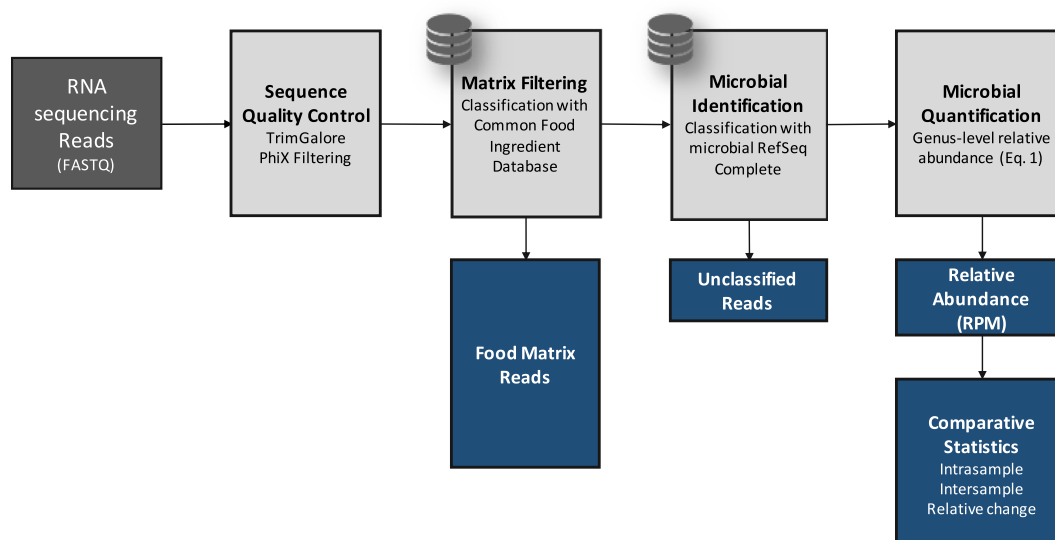 RNA
sequencing
Reads
(FASTQ)
Sequence
Quality Control
TrimGalore
PhiX Filtering
Matrix Filtering
Classification with
Common Food
Ingredient
Database
Microbial
Identification
Classification with
microbial RefSeq
Complete
Microbial
Quantification
Genus-level relative
abundance (Eq. 1)
Food Matrix
Reads
Unclassified
Reads
Relative
Abundance
(RPM)
Comparative
Statistics
Intrasample
Intersample
Relative change